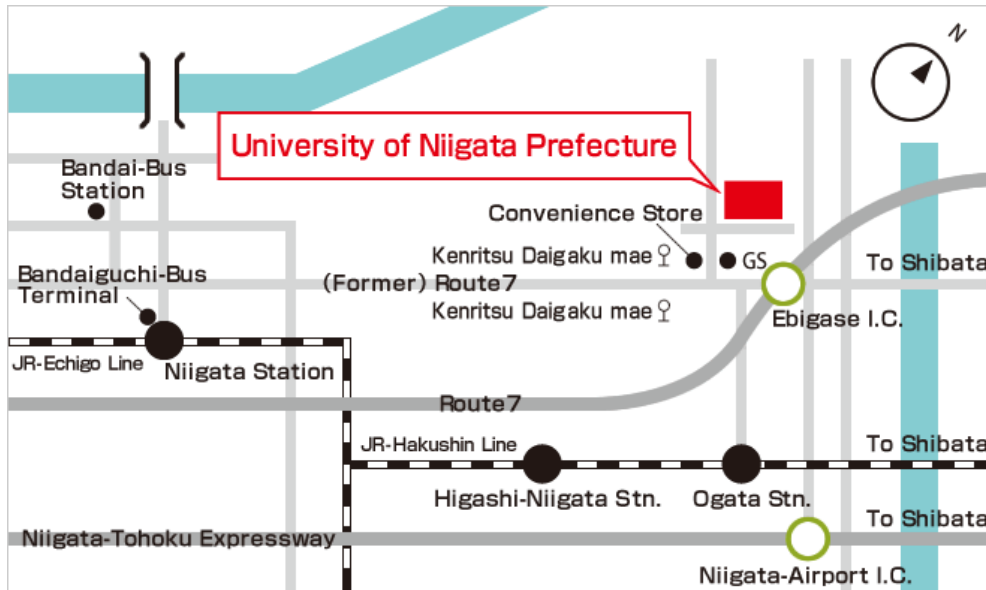 N
University of Niigata Prefecture
Bandai-Bus
Station
Convenience Store
Kenritsu Daigaku mae
GS
To Shibata
Bandaiguchi-Bus
Terminal
(Former) Route7
Kenritsu Daigaku mae
Ebigase I.C.
JR-Echigo Line
Niigata Station
Route7
JR-Hakushin Line
To Shibata
Higashi-Niigata Stn.
Ogata Stn.
To Shibata
Niigata-Tohoku Expressway
Niigata-Airport I.C.